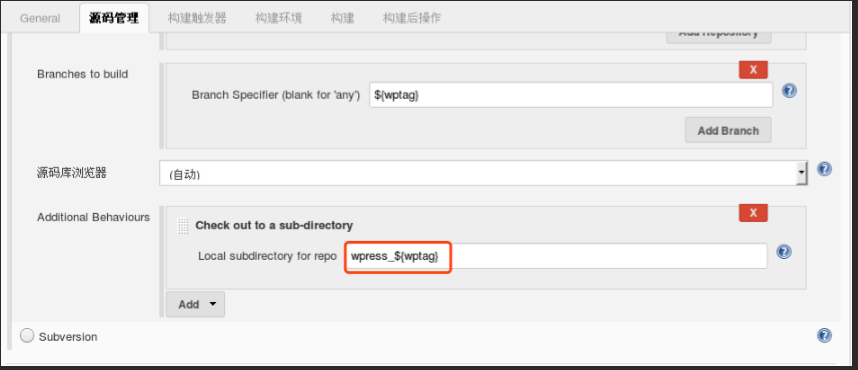 General 源码管理 构建触发器 构建环境 构建 构建后操作
Add Repository
Branches to build
X
Branch Specifier (blank for 'any') ${wptag}
Add Branch
源码库浏览器 (自动)
Additional Behaviours
X
Check out to a sub-directory
Local subdirectory for repo wpress_${wptag}
Add
Subversion